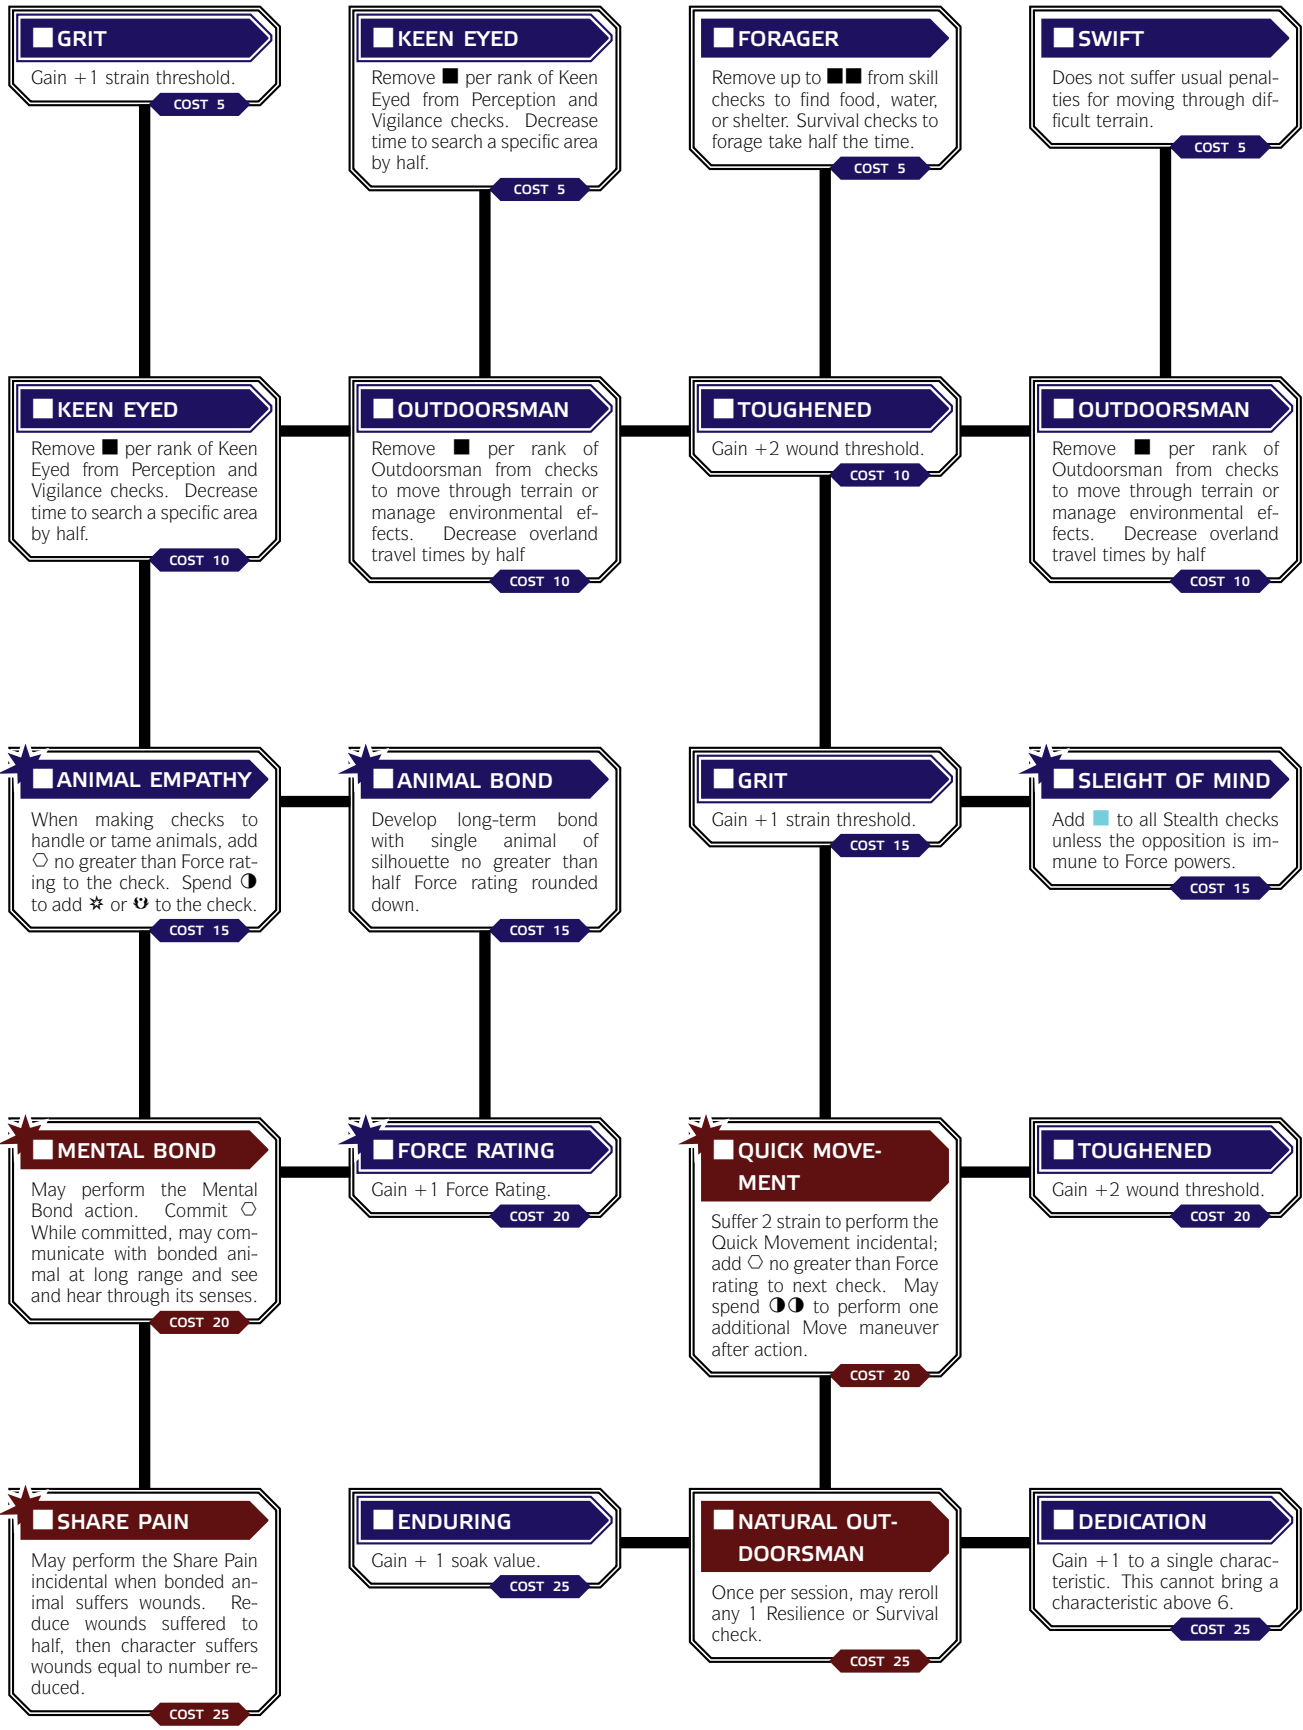 GRIT
Gain +1 strain threshold.
COST 5
KEEN EYED
Remove ■ per rank of Keen
Eyed from Perception and
Vigilance checks. Decrease
time to search a specific area
by half.
COST 5
FORAGER
Remove up to ■■ from skill
checks to find food, water,
or shelter. Survival checks to
forage take half the time.
COST 5
SWIFT
Does not suffer usual penal-
ties for moving through dif-
ficult terrain.
COST 5
KEEN EYED
Remove ■ per rank of Keen
Eyed from Perception and
Vigilance checks. Decrease
time to search a specific area
by half.
COST 10
OUTDOORSMAN
Remove ■ per rank of
Outdoorsman from checks
to move through terrain or
manage environmental ef-
fects. Decrease overland
travel times by half
COST 10
TOUGHENED
Gain +2 wound threshold.
COST 10
OUTDOORSMAN
Remove ■ per rank of
Outdoorsman from checks
to move through terrain or
manage environmental ef-
fects. Decrease overland
travel times by half
COST 10
ANIMAL EMPATHY
When making checks to
handle or tame animals, add
no greater than Force rat-
ing to the check. Spend
to add or to the check.
COST 15
ANIMAL BOND
Develop long-term bond
with single animal of
silhouette no greater than
half Force rating rounded
down.
COST 15
GRIT
Gain +1 strain threshold.
COST 15
SLEIGHT OF MIND
Add ■ to all Stealth checks
unless the opposition is im-
mune to Force powers.
COST 15
MENTAL BOND
May perform the Mental
Bond action. Commit
While committed, may com-
municate with bonded ani-
mal at long range and see
and hear through its senses.
COST 20
FORCE RATING
Gain +1 Force Rating.
COST 20
QUICK MOVE-
MENT
Suffer 2 strain to perform the
Quick Movement incidental;
add no greater than Force
rating to next check. May
spend to perform one
additional Move maneuver
after action.
COST 20
TOUGHENED
Gain +2 wound threshold.
COST 20
SHARE PAIN
May perform the Share Pain
incidental when bonded an-
imal suffers wounds. Re-
duce wounds suffered to
half, then character suffers
wounds equal to number re-
duced.
COST 25
ENDURING
Gain + 1 soak value.
COST 25
NATURAL OUT-
DOORSMAN
Once per session, may reroll
any 1 Resilience or Survival
check.
COST 25
DEDICATION
Gain +1 to a single charac-
teristic. This cannot bring a
characteristic above 6.
COST 25